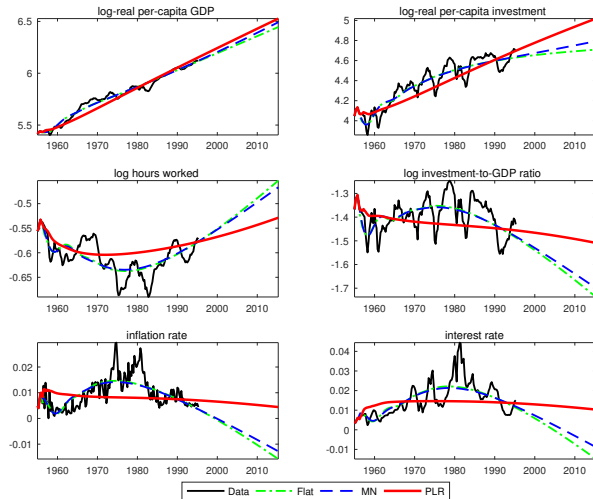 log-real per-capita GDP
6.5
6
5.5
1960 1970 1980 1990 2000 2010
log-real per-capita investment
5
4.8
4.6
4.4
4.2
4
1960 1970 1980 1990 2000 2010
log hours worked
-0.5
-0.55
-0.6
-0.65
1960 1970 1980 1990 2000 2010
log investment-to-GDP ratio
-1.3
-1.4
-1.5
-1.6
-1.7
1960 1970 1980 1990 2000 2010
inflation rate
0.02
0.01
0
-0.01
1960 1970 1980 1990 2000 2010
interest rate
0.04
0.03
0.02
0.01
0
-0.01
1960 1970 1980 1990 2000 2010
Data Flat MN PLR